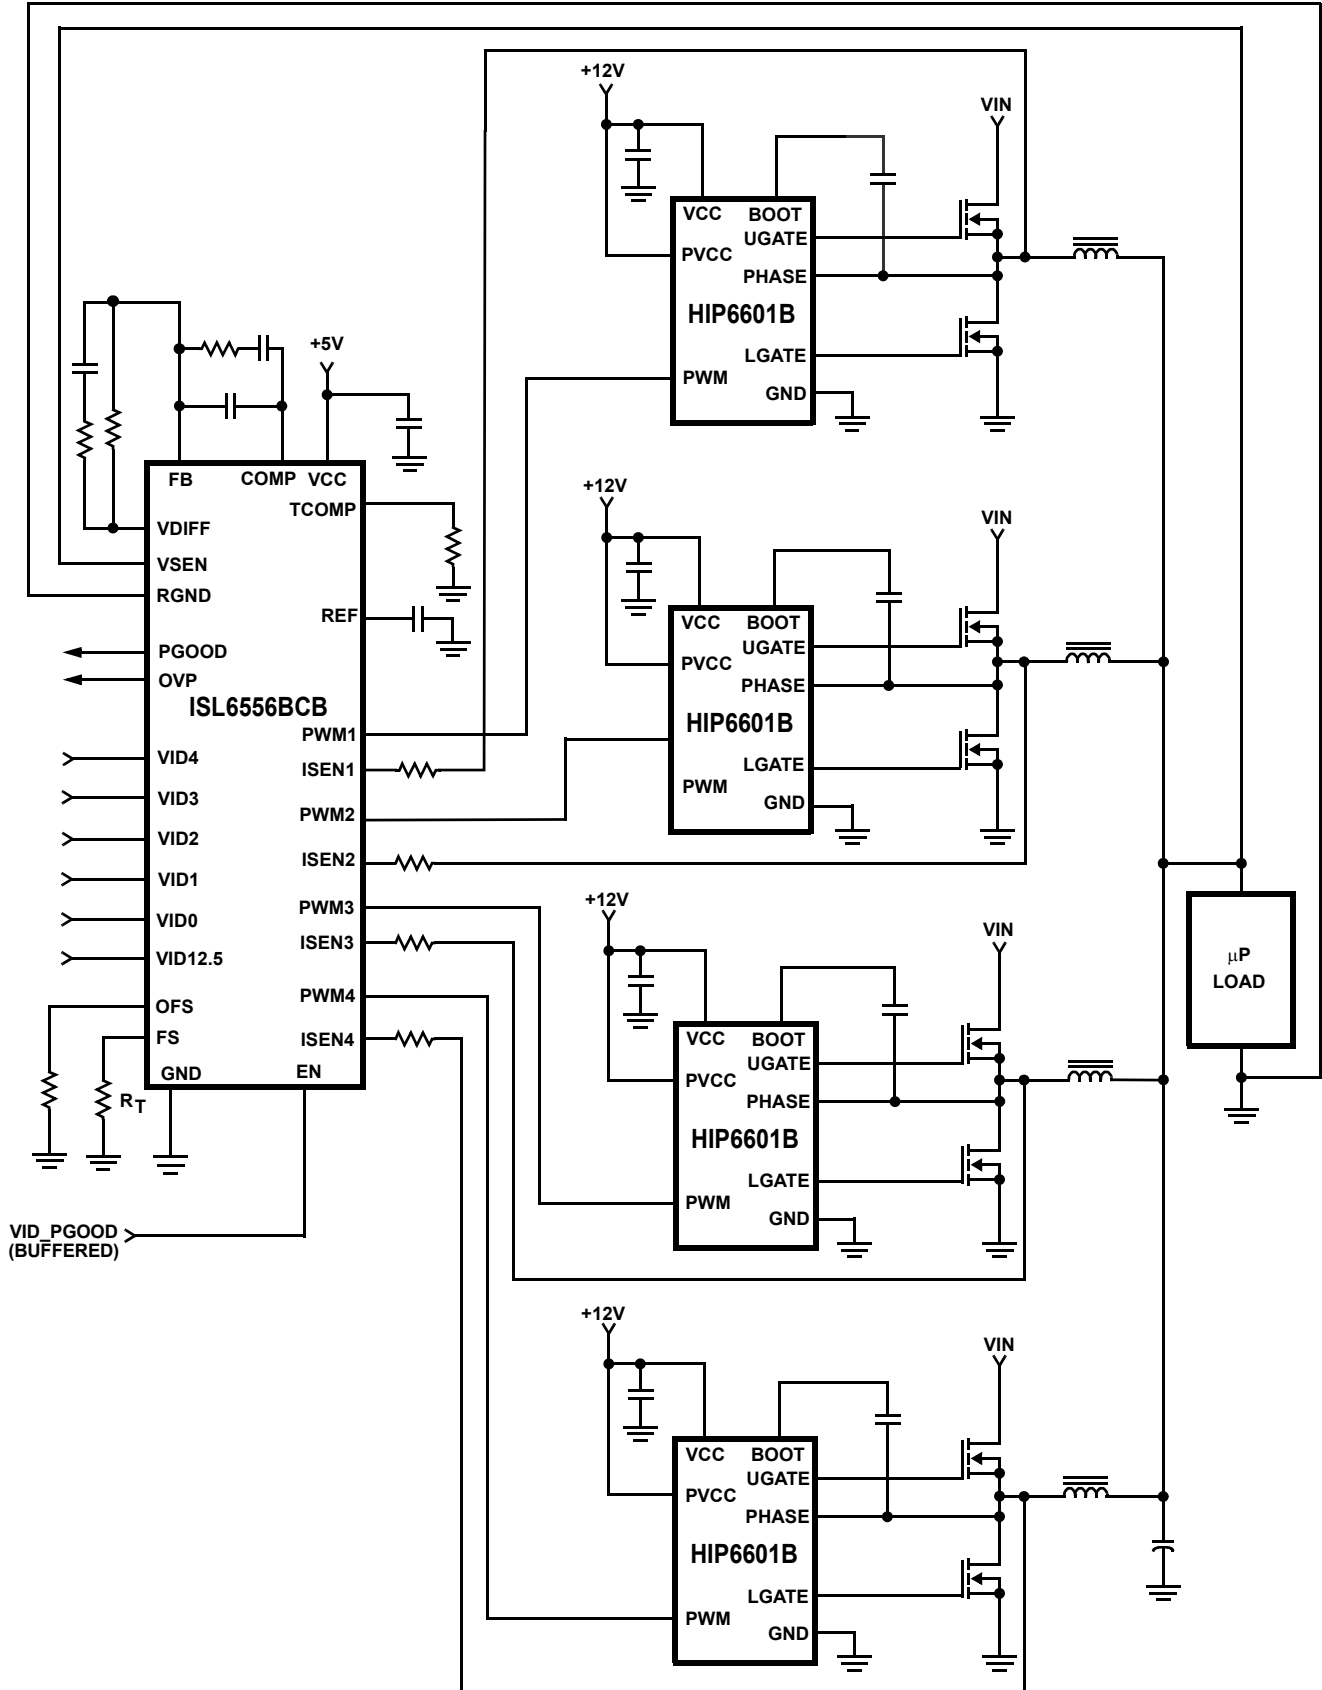 +12V
VIN
VCC
BOOT
UGATE
PVCC
PHASE
HIP6601B
LGATE
PWM
GND
+5V
FB
COMP
VCC
TCOMP
VDIFF
VSEN
RGND
REF
PGOOD
OVP
ISL6556BCB
PWM1
ISEN1
VID4
VID3
PWM2
VID2
ISEN2
VID1
PWM3
VID0
ISEN3
VID12.5
PWM4
OFS
FS
ISEN4
GND
EN
RT
VID_PGOOD
(BUFFERED)
+12V
VIN
VCC
BOOT
UGATE
PVCC
PHASE
HIP6601B
LGATE
PWM
GND
+12V
VIN
VCC
BOOT
UGATE
PVCC
PHASE
HIP6601B
LGATE
PWM
GND
µP
LOAD
+12V
VIN
VCC
BOOT
UGATE
PVCC
PHASE
HIP6601B
LGATE
PWM
GND